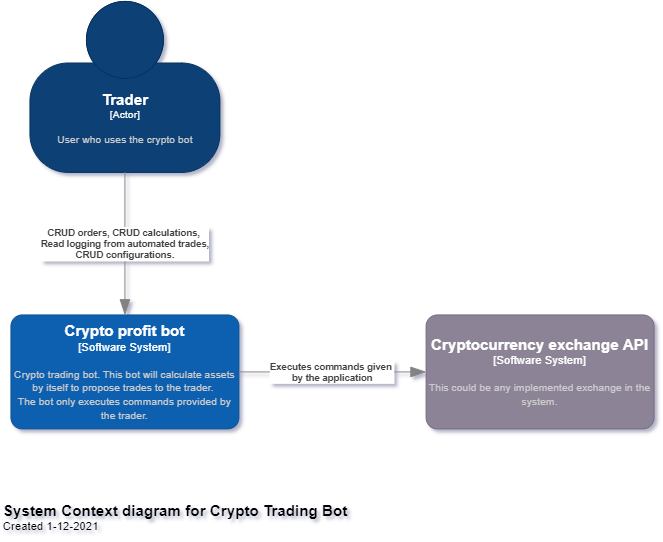 Trader
[Actor]
User who uses the crypto bot
CRUD orders, CRUD calculations,
Read logging from automated trades,
CRUD configurations.
Crypto profit bot
[Software System]
Crypto trading bot. This bot will calculate assets
by itself to propose trades to the trader.
The bot only executes commands provided by
the trader.
Executes commands given
by the application
Cryptocurrency exchange API
[Software System]
This could be any implemented exchange in the
system.
System Context diagram for Crypto Trading Bot
Created 1-12-2021